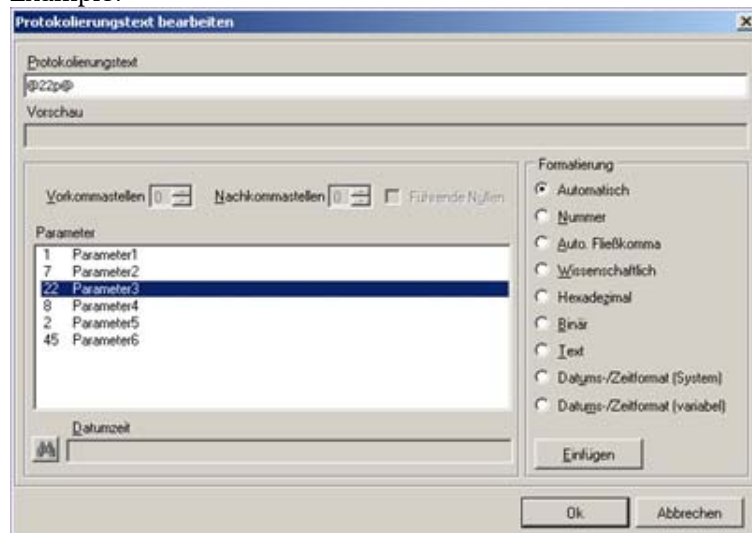 Example:
Protokolierungstext bearbeiten
Protokolierungstext
@22p@
Vorschau
Vorkommastellen 0 Nachkommastellen 0 Führende Nullen
Parameter
1 Parameter1
7 Parameter2
22 Parameter3
8 Parameter4
2 Parameter5
45 Parameter6
Datumzeit
Formatierung
Automatisch
Nummer
Auto. Fließkomma
Wissenschaftlich
Hexadezimal
Binär
Text
Datums-/Zeitformat (System)
Datums-/Zeitformat (variabel)
Einfügen
Ok Abbrechen